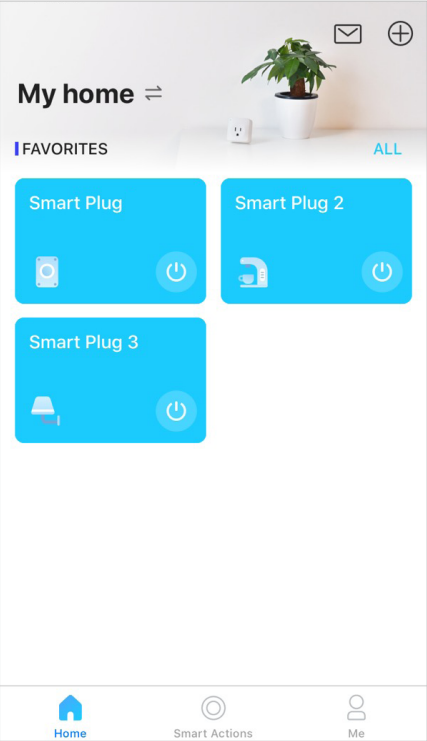 My home
FAVORITES
ALL
Smart Plug
Smart Plug 2
Smart Plug 3
Home
Smart Actions
Me